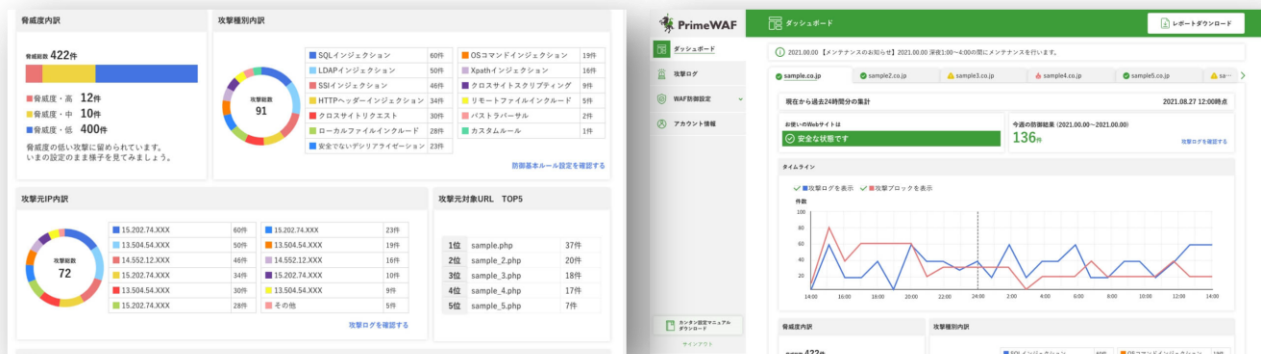 脅威度内訳
脅威総数 422件
脅威度・高 12件
脅威度・中 10件
脅威度・低 400件
脅威度の低い攻撃に留められています。
いまの設定のまま様子を見てみましょう。
攻撃種別内訳
攻撃総数
91
SQLインジェクション 60件
LDAPインジェクション 50件
SSIインジェクション 46件
HTTPヘッダーインジェクション 34件
クロスサイトリクエスト 30件
ローカルファイルインクルード 28件
安全でないデシリアライゼーション 23件
OSコマンドインジェクション 19件
Xpathインジェクション 16件
クロスサイトスクリプティング 9件
リモートファイルインクルード 5件
パストラバーサル 2件
カスタムルール 1件
防御基本ルール設定を確認する
攻撃元IP内訳
攻撃総数
72
15.202.74.XXX 60件
13.504.54.XXX 50件
14.552.12.XXX 46件
15.202.74.XXX 34件
13.504.54.XXX 30件
15.202.74.XXX 28件
15.202.74.XXX 23件
13.504.54.XXX 19件
14.552.12.XXX 16件
15.202.74.XXX 10件
13.504.54.XXX 9件
その他 5件
攻撃ログを確認する
攻撃元対象URL TOP5
1位 sample.php 37件
2位 sample_2.php 20件
3位 sample_3.php 18件
4位 sample_4.php 17件
5位 sample_5.php 7件
PrimeWAF
ダッシュボード
攻撃ログ
WAF防御設定
アカウント情報
カンタン設定マニュアル
ダウンロード
サインアウト
ダッシュボード
レポートダウンロード
2021.00.00 【メンテナンスのお知らせ】2021.00.00 深夜1:00~4:00の間にメンテナンスを行います。
sample.co.jp
sample2.co.jp
sample3.co.jp
sample4.co.jp
sample5.co.jp
sa…
現在から過去24時間分の集計
2021.08.27 12:00時点
お使いのWebサイトは
安全な状態です
今週の防御結果 (2021.00.00~2021.00.00)
136件
攻撃ログを確認する
タイムライン
攻撃ログを表示
攻撃ブロックを表示
件数
100
80
60
40
20
14:00 16:00 18:00 20:00 22:00 24:00 2:00 4:00 6:00 8:00 10:00 12:00 14:00
脅威度内訳
攻撃種別内訳
422件